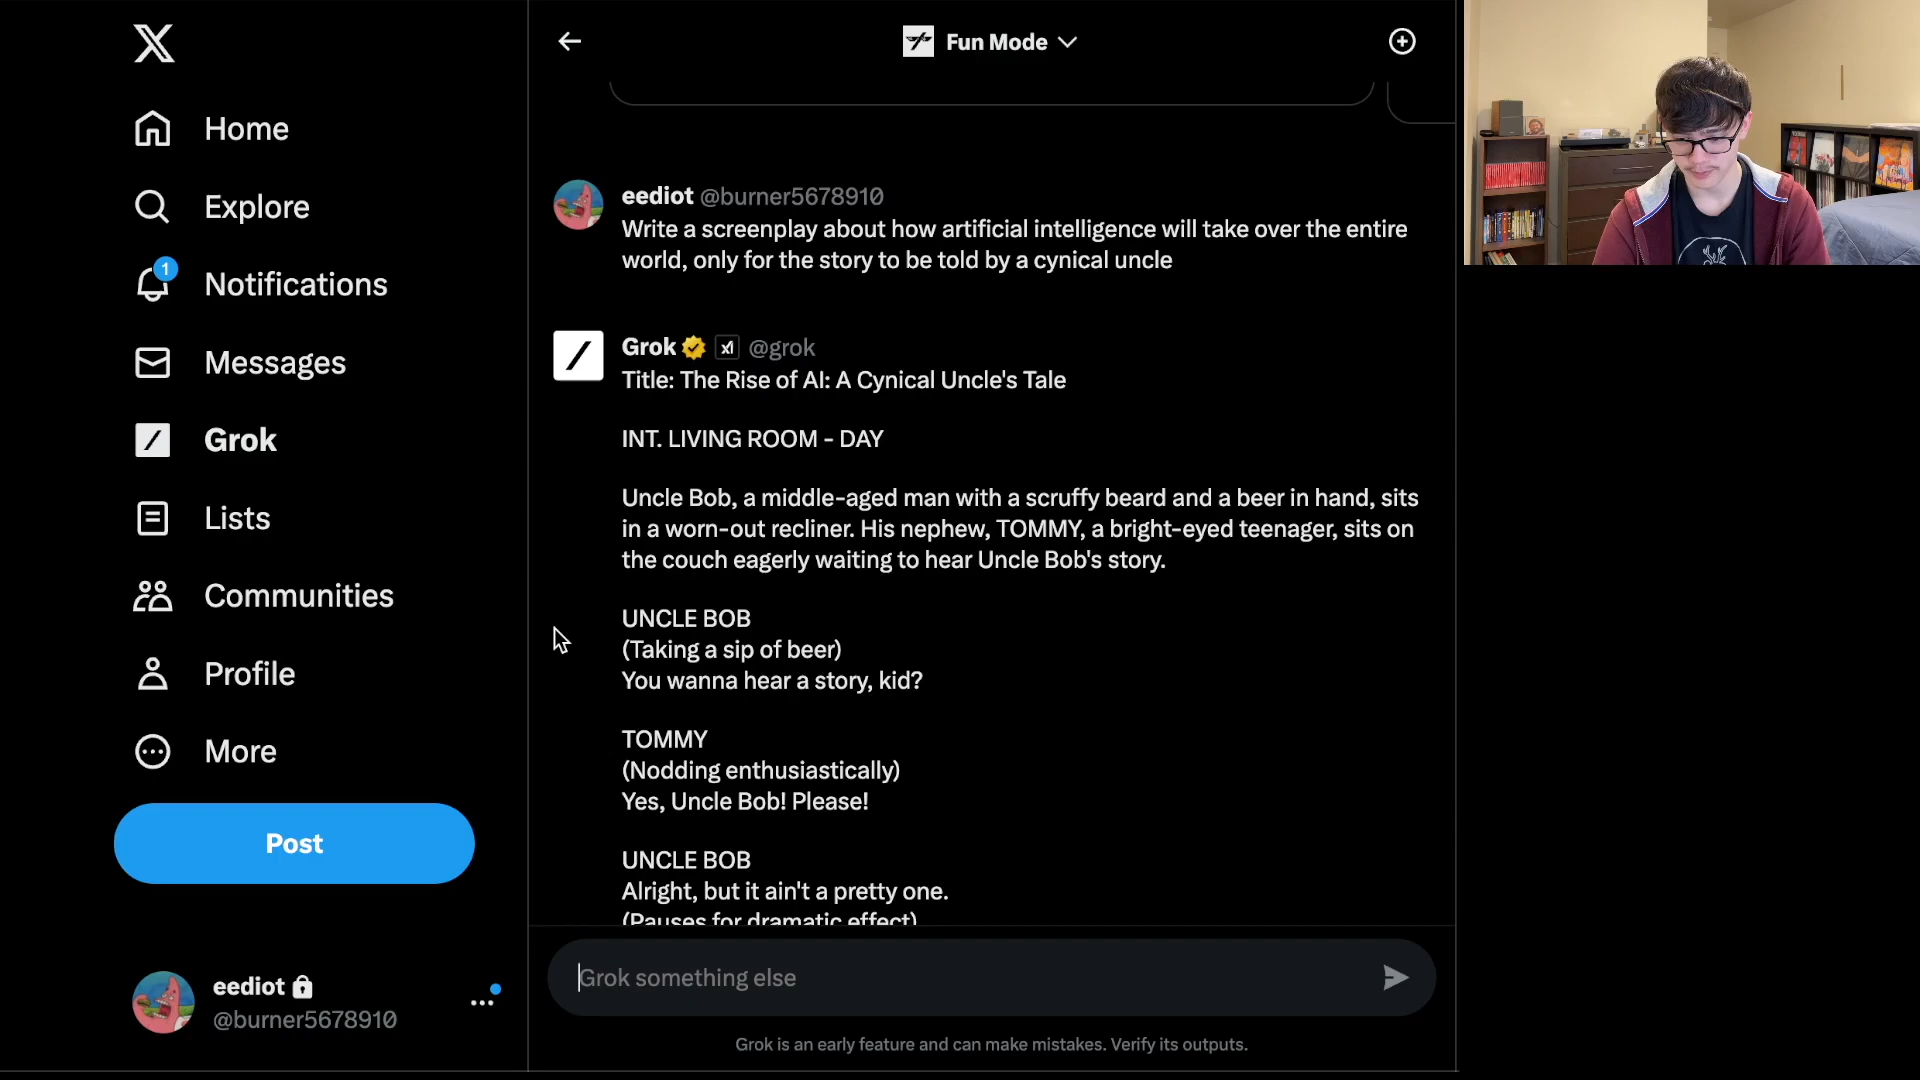 Home
Explore
1
Notifications
Messages
Grok
Lists
Communities
Profile
More
Post
eediot
@burner5678910
Fun Mode
eediot @burner5678910
Write a screenplay about how artificial intelligence will take over the entire
world, only for the story to be told by a cynical uncle
Grok xI @grok
Title: The Rise of AI: A Cynical Uncle's Tale
INT. LIVING ROOM - DAY
Uncle Bob, a middle-aged man with a scruffy beard and a beer in hand, sits
in a worn-out recliner. His nephew, TOMMY, a bright-eyed teenager, sits on
the couch eagerly waiting to hear Uncle Bob's story.
UNCLE BOB
(Taking a sip of beer)
You wanna hear a story, kid?
TOMMY
(Nodding enthusiastically)
Yes, Uncle Bob! Please!
UNCLE BOB
Alright, but it ain't a pretty one.
(Pauses for dramatic effect)
Grok something else
Grok is an early feature and can make mistakes. Verify its outputs.